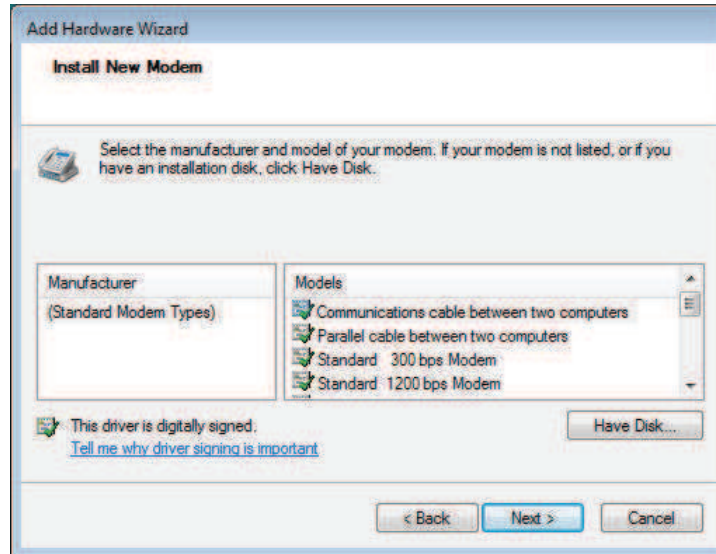 Add Hardware Wizard
Install New Modem
Select the manufacturer and model of your modem. If your modem is not listed, or if you
have an installation disk, click Have Disk.
Manufacturer
(Standard Modem Types)
Models
Communications cable between two computers
Parallel cable between two computers
Standard 300 bps Modem
Standard 1200 bps Modem
This driver is digitally signed.
Tell me why driver signing is important
Have Disk...
< Back
Next >
Cancel